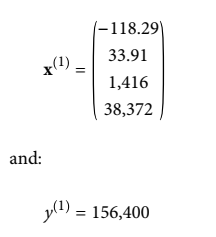 x(1) =
−118.29
33.91
1,416
38,372
and:
y(1) = 156,400